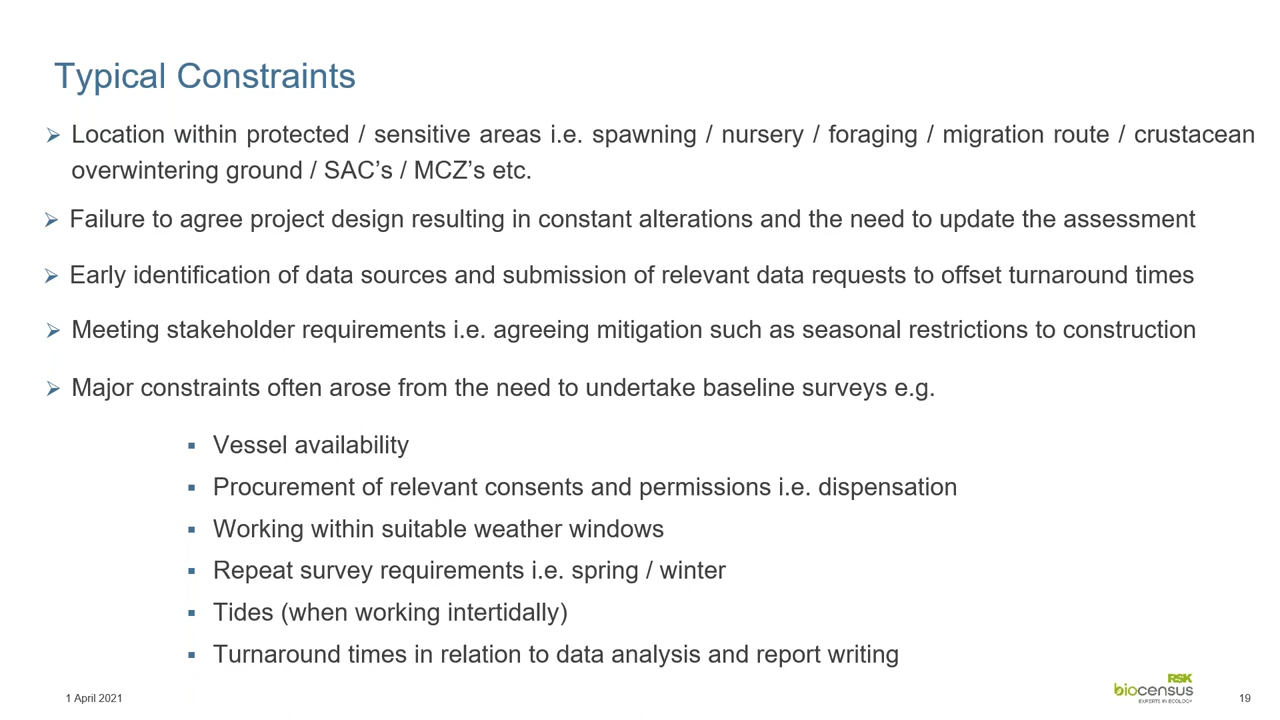 Typical Constraints
➢ Location within protected / sensitive areas i.e. spawning / nursery / foraging / migration route / crustacean
overwintering ground / SAC’s / MCZ’s etc.
➢ Failure to agree project design resulting in constant alterations and the need to update the assessment
➢ Early identification of data sources and submission of relevant data requests to offset turnaround times
➢ Meeting stakeholder requirements i.e. agreeing mitigation such as seasonal restrictions to construction
➢ Major constraints often arose from the need to undertake baseline surveys e.g.
▪ Vessel availability
▪ Procurement of relevant consents and permissions i.e. dispensation
▪ Working within suitable weather windows
▪ Repeat survey requirements i.e. spring / winter
▪ Tides (when working intertidally)
▪ Turnaround times in relation to data analysis and report writing
1 April 2021
RSK
biocensus
EXPERTS IN ECOLOGY
19